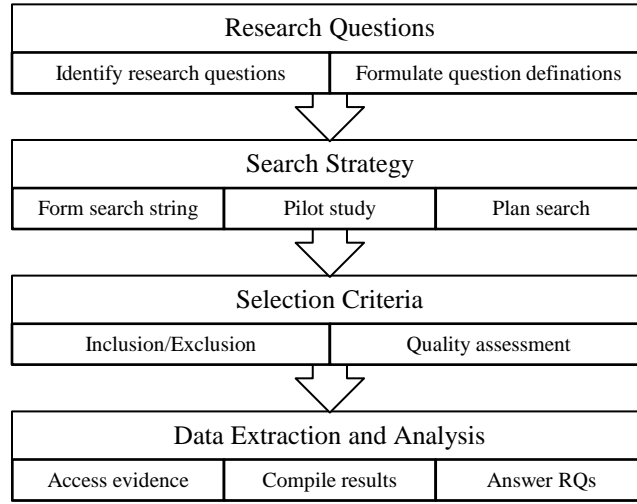 Research Questions
Identify research questions
Formulate question definations
Search Strategy
Form search string
Pilot study
Plan search
Selection Criteria
Inclusion/Exclusion
Quality assessment
Data Extraction and Analysis
Access evidence
Compile results
Answer RQs